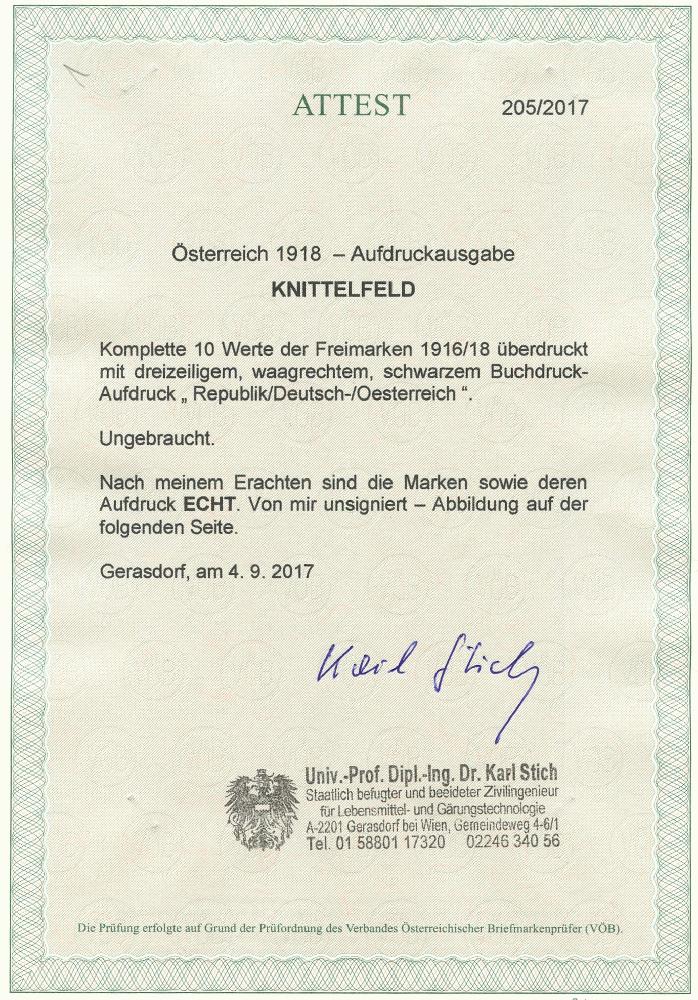 ATTEST 205/2017
Österreich 1918 – Aufdruckausgabe
KNITTELFELD
Komplette 10 Werte der Freimarken 1916/18 überdruckt
mit dreizeiligem, waagrechtem, schwarzem Buchdruck-
Aufdruck „ Republik/Deutsch-/Oesterreich “.
Ungebraucht.
Nach meinem Erachten sind die Marken sowie deren
Aufdruck ECHT. Von mir unsigniert – Abbildung auf der
folgenden Seite.
Gerasdorf, am 4. 9. 2017
Karl Stich
Univ.-Prof. Dipl.-Ing. Dr. Karl Stich
Staatlich befugter und beeideter Zivilingenieur
für Lebensmittel- und Gärungstechnologie
A-2201 Gerasdorf bei Wien, Gemeindeweg 4-6/1
Tel. 01 58801 17320 02246 340 56
Die Prüfung erfolgte auf Grund der Prüfordnung des Verbandes Österreichischer Briefmarkenprüfer (VÖB).